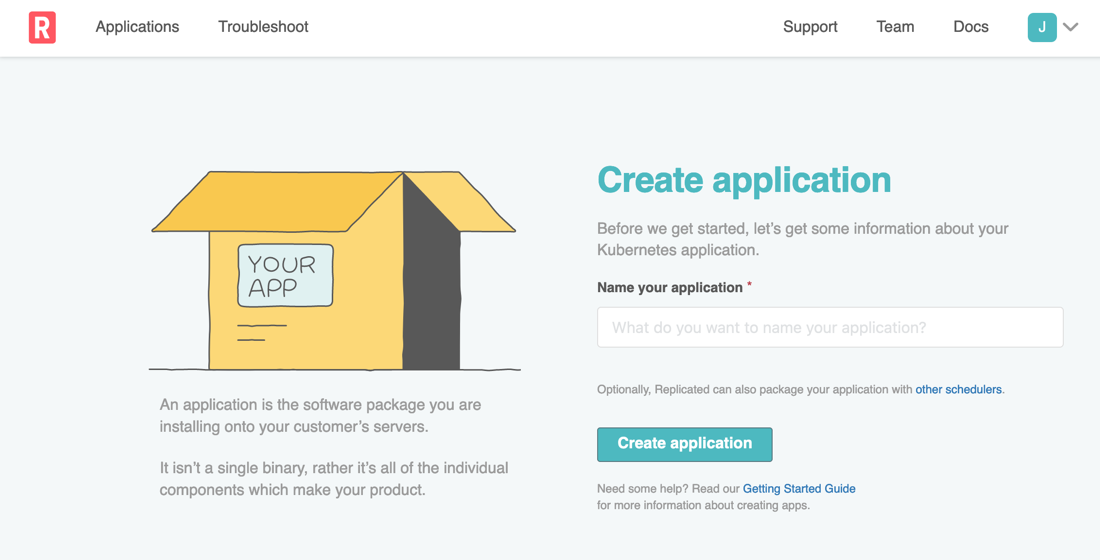 R Applications Troubleshoot Support Team Docs J
YOUR
APP
An application is the software package you are
installing onto your customer’s servers.
It isn’t a single binary, rather it’s all of the individual
components which make your product.
Create application
Before we get started, let’s get some information about your
Kubernetes application.
Name your application *
What do you want to name your application?
Optionally, Replicated can also package your application with other schedulers.
Create application
Need some help? Read our Getting Started Guide
for more information about creating apps.